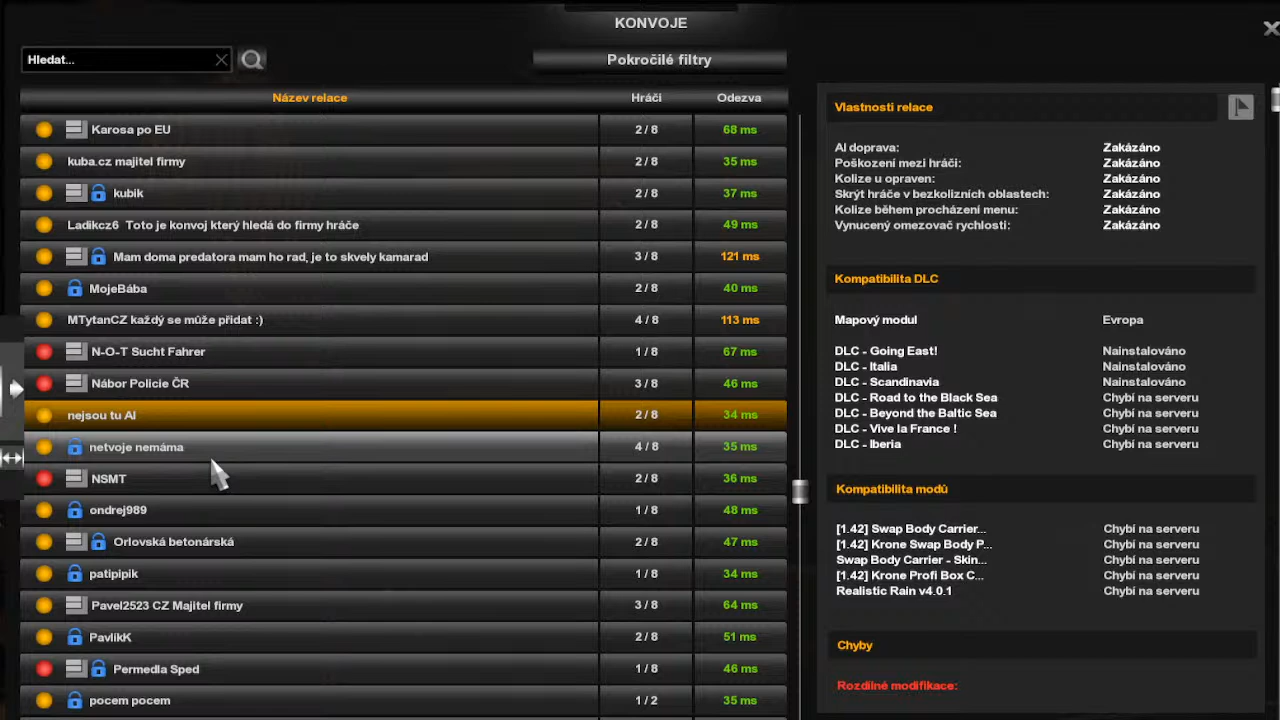 KONVOJE
Hledat...
Pokročilé filtry
Název relace Hráči Odezva
Karosa po EU 2 / 8 68 ms
kuba.cz majitel firmy 2 / 8 35 ms
kubik 2 / 8 37 ms
Ladikcz6 Toto je konvoj který hledá do firmy hráče 2 / 8 49 ms
Mam doma predatora mam ho rad, je to skvely kamarad 3 / 8 121 ms
MojeBába 2 / 8 40 ms
MTytanCZ každý se může přidat :) 4 / 8 113 ms
N-O-T Sucht Fahrer 1 / 8 67 ms
Nábor Policie ČR 3 / 8 46 ms
nejsou tu AI 2 / 8 34 ms
netvoje nemáma 4 / 8 35 ms
NSMT 2 / 8 36 ms
ondrej989 1 / 8 48 ms
Orlovská betonárská 2 / 8 47 ms
patipipik 1 / 8 34 ms
Pavel2523 CZ Majitel firmy 3 / 8 64 ms
PavlíkK 2 / 8 51 ms
Permedla Sped 1 / 8 46 ms
pocem pocem 1 / 2 35 ms
Vlastnosti relace
AI doprava: Zakázáno
Poškození mezi hráči: Zakázáno
Kolize u opraven: Zakázáno
Skrýt hráče v bezkolizních oblastech: Zakázáno
Kolize během procházení menu: Zakázáno
Vynucený omezovač rychlosti: Zakázáno
Kompatibilita DLC
Mapový modul Evropa
DLC - Going East! Nainstalováno
DLC - Italia Nainstalováno
DLC - Scandinavia Nainstalováno
DLC - Road to the Black Sea Chybí na serveru
DLC - Beyond the Baltic Sea Chybí na serveru
DLC - Vive la France ! Chybí na serveru
DLC - Iberia Chybí na serveru
Kompatibilita modů
[1.42] Swap Body Carrier... Chybí na serveru
[1.42] Krone Swap Body P... Chybí na serveru
Swap Body Carrier - Skin... Chybí na serveru
[1.42] Krone Profi Box C... Chybí na serveru
Realistic Rain v4.0.1 Chybí na serveru
Chyby
Rozdílné modifikace: